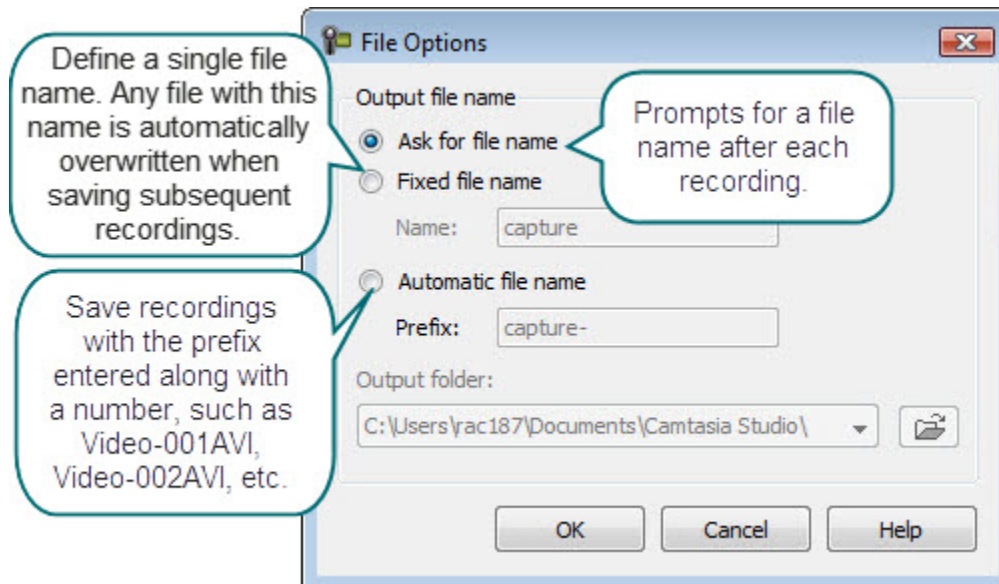 File Options
Define a single file
name. Any file with this
name is automatically
overwritten when
saving subsequent
recordings.
Output file name
Ask for file name
Prompts for a file
name after each
recording.
Fixed file name
Name: capture
Automatic file name
Prefix: capture-
Save recordings
with the prefix
entered along with
a number, such as
Video-001AVI,
Video-002AVI, etc.
Output folder:
C:\Users\rac187\Documents\Camtasia Studio\
OK Cancel Help